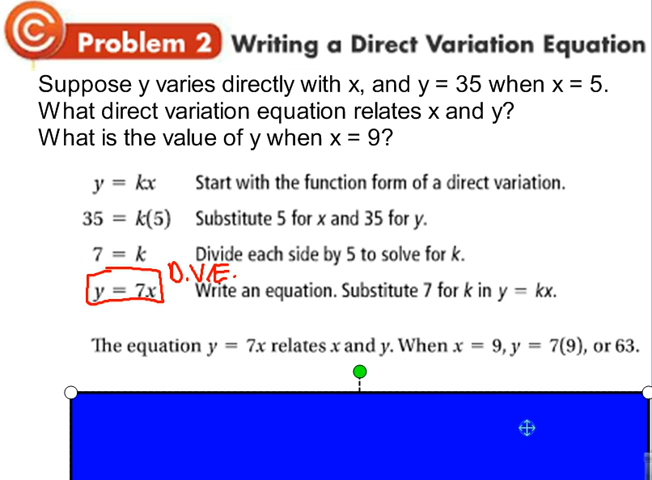 C Problem 2 Writing a Direct Variation Equation
Suppose y varies directly with x, and y = 35 when x = 5.
What direct variation equation relates x and y?
What is the value of y when x = 9?
y = kx Start with the function form of a direct variation.
35 = k(5) Substitute 5 for x and 35 for y.
7 = k Divide each side by 5 to solve for k.
D.V.E.
y = 7x Write an equation. Substitute 7 for k in y = kx.
The equation y = 7x relates x and y. When x = 9, y = 7(9), or 63.